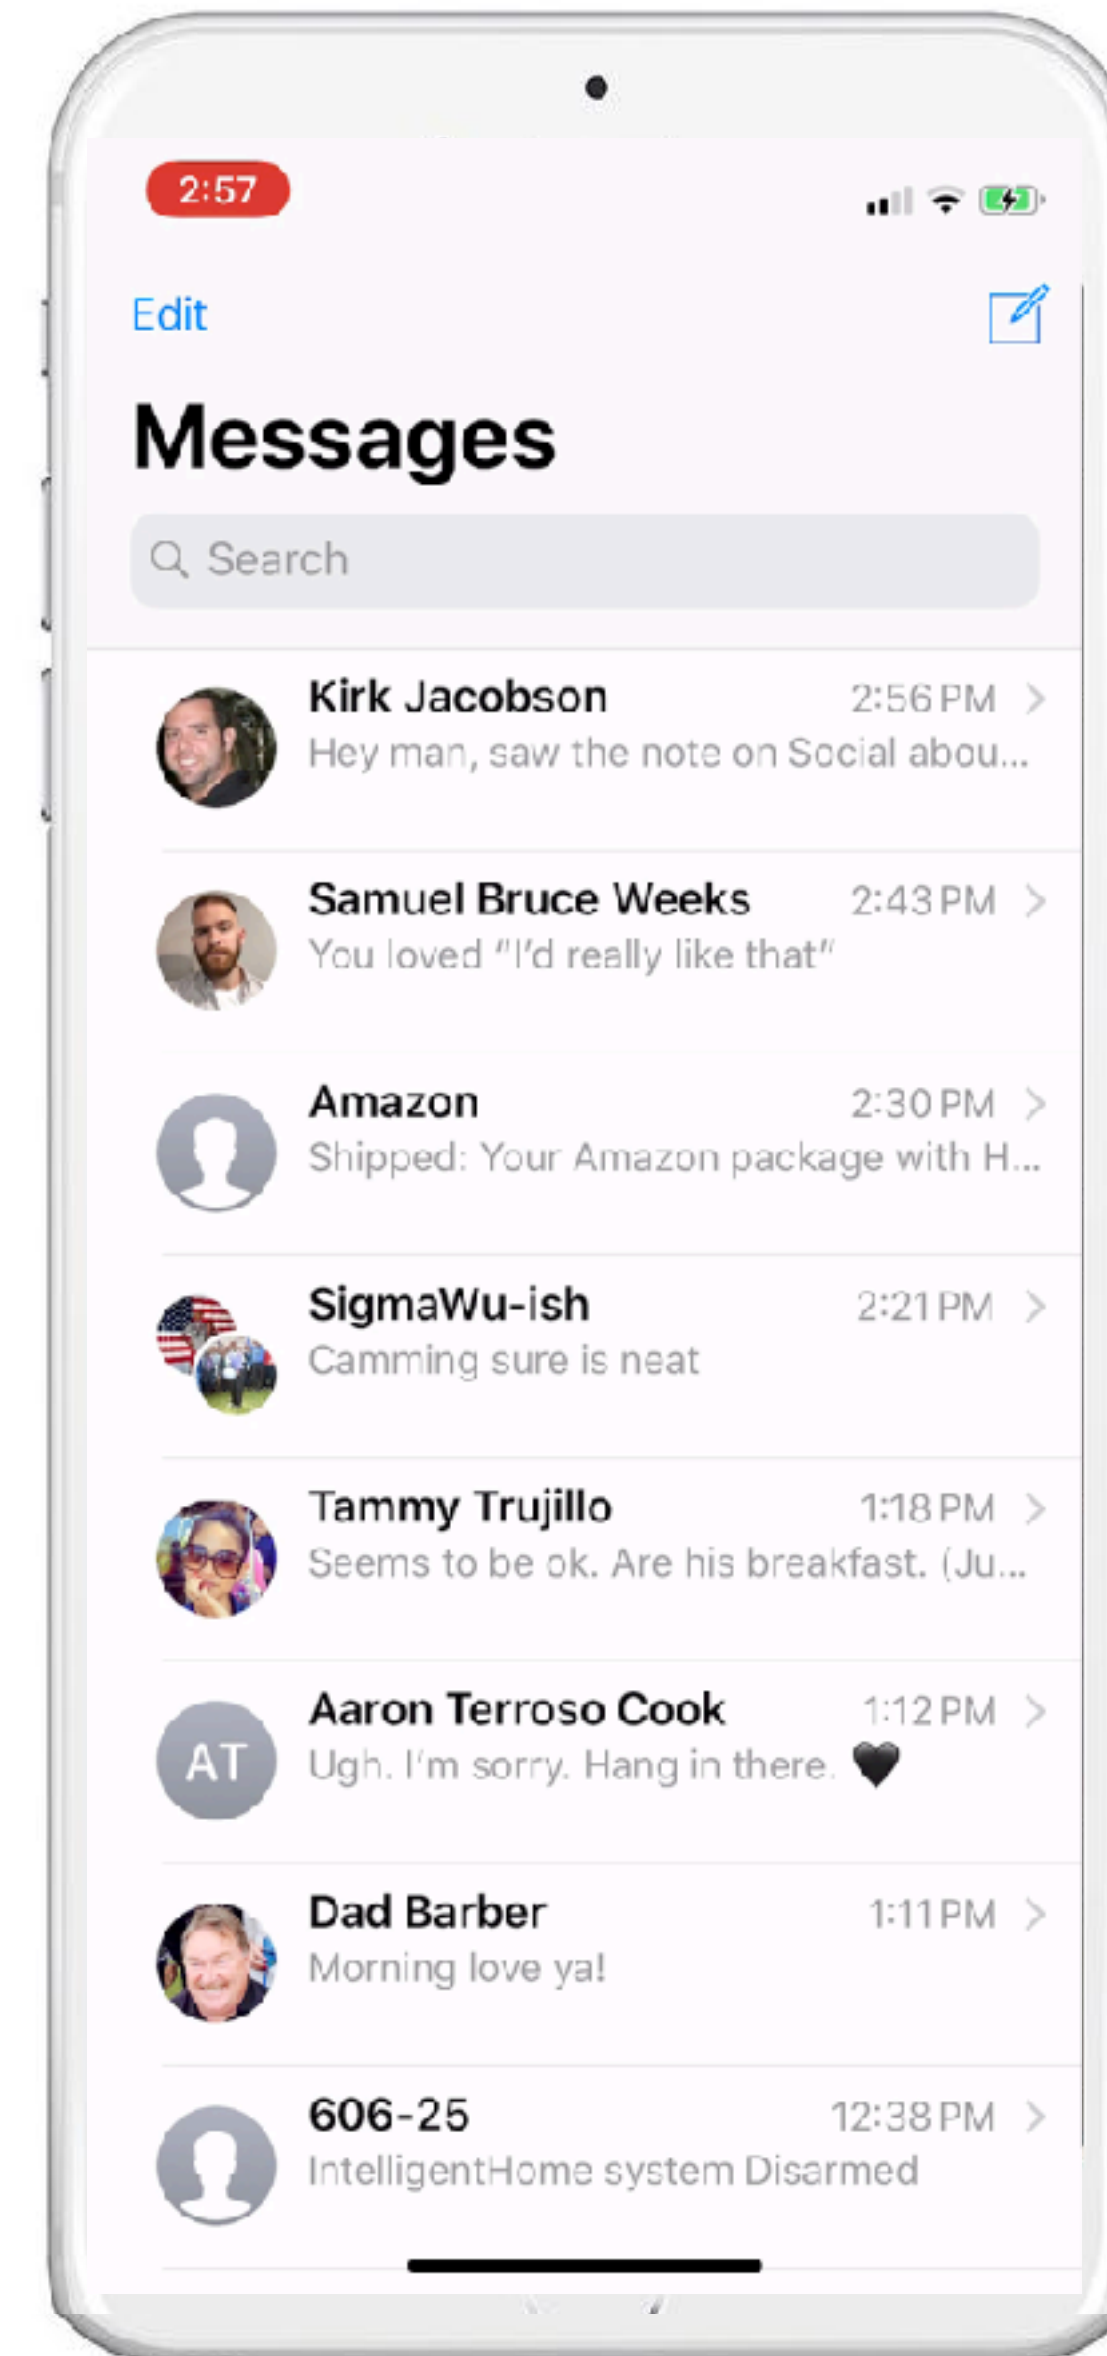 2:57
Edit
Messages
Search
Kirk Jacobson 2:56 PM
Hey man, saw the note on Social abou...
Samuel Bruce Weeks 2:43 PM
You loved “I’d really like that“
Amazon 2:30 PM
Shipped: Your Amazon package with H...
SigmaWu-ish 2:21 PM
Camming sure is neat
Tammy Trujillo 1:18 PM
Seems to be ok. Are his breakfast. (Ju...
Aaron Terroso Cook 1:12 PM
AT
Ugh. I’m sorry. Hang in there. 🖤
Dad Barber 1:11 PM
Morning love ya!
606-25 12:38 PM
IntelligentHome system Disarmed